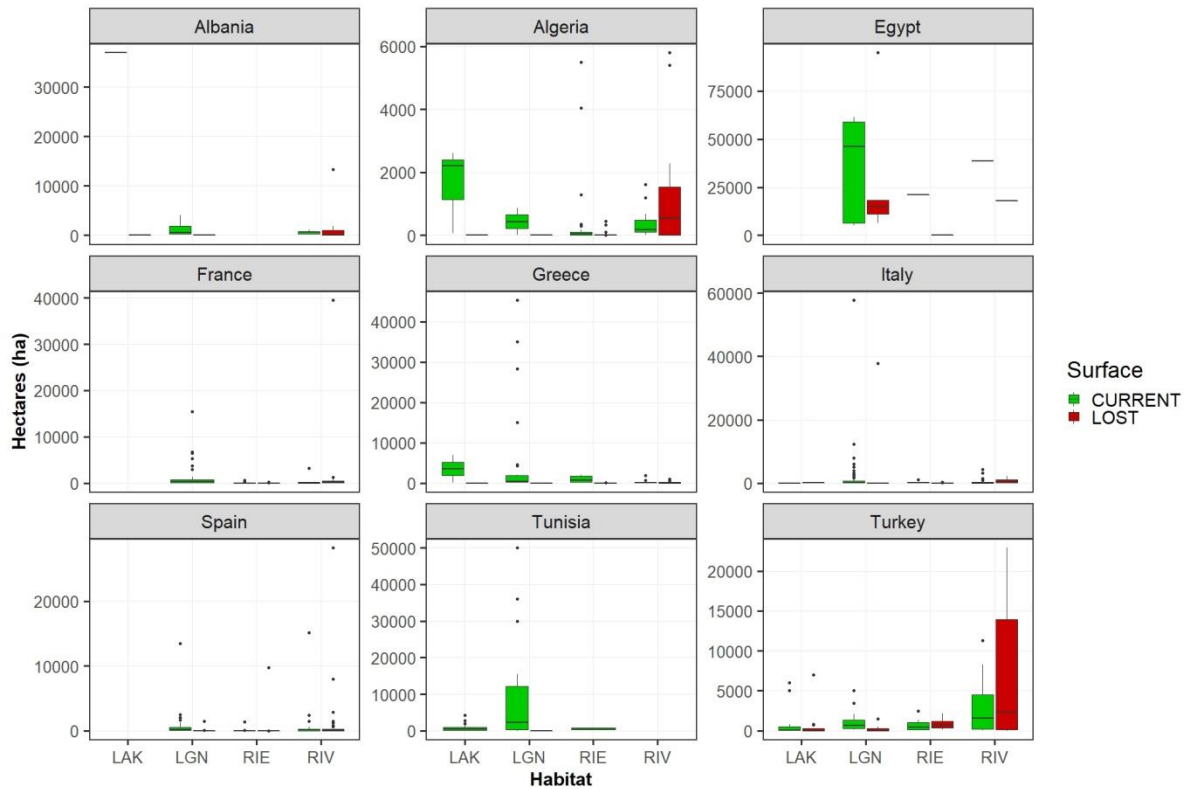 Albania
Algeria
Egypt
30000
20000
10000
0
6000
4000
2000
0
75000
50000
25000
0
France
Greece
Italy
40000
30000
20000
10000
0
40000
30000
20000
10000
0
60000
40000
20000
0
Spain
Tunisia
Turkey
20000
10000
0
50000
40000
30000
20000
10000
0
20000
15000
10000
5000
0
LAK LGN RIE RIV
LAK LGN RIE RIV
LAK LGN RIE RIV
Hectares (ha)
Habitat
Surface
CURRENT
LOST